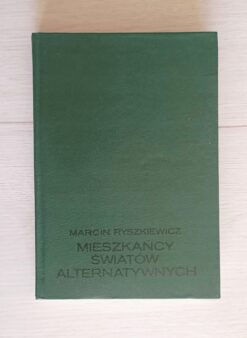 MARCIN RYSZKIEWICZ
MIESZKAŃCY
ŚWIATÓW
ALTERNATYWNYCH